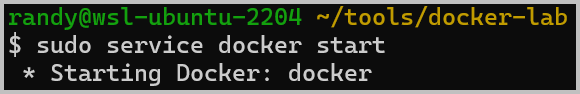 randy@wsl-ubuntu-2204 ~/tools/docker-lab
$ sudo service docker start
 * Starting Docker: docker